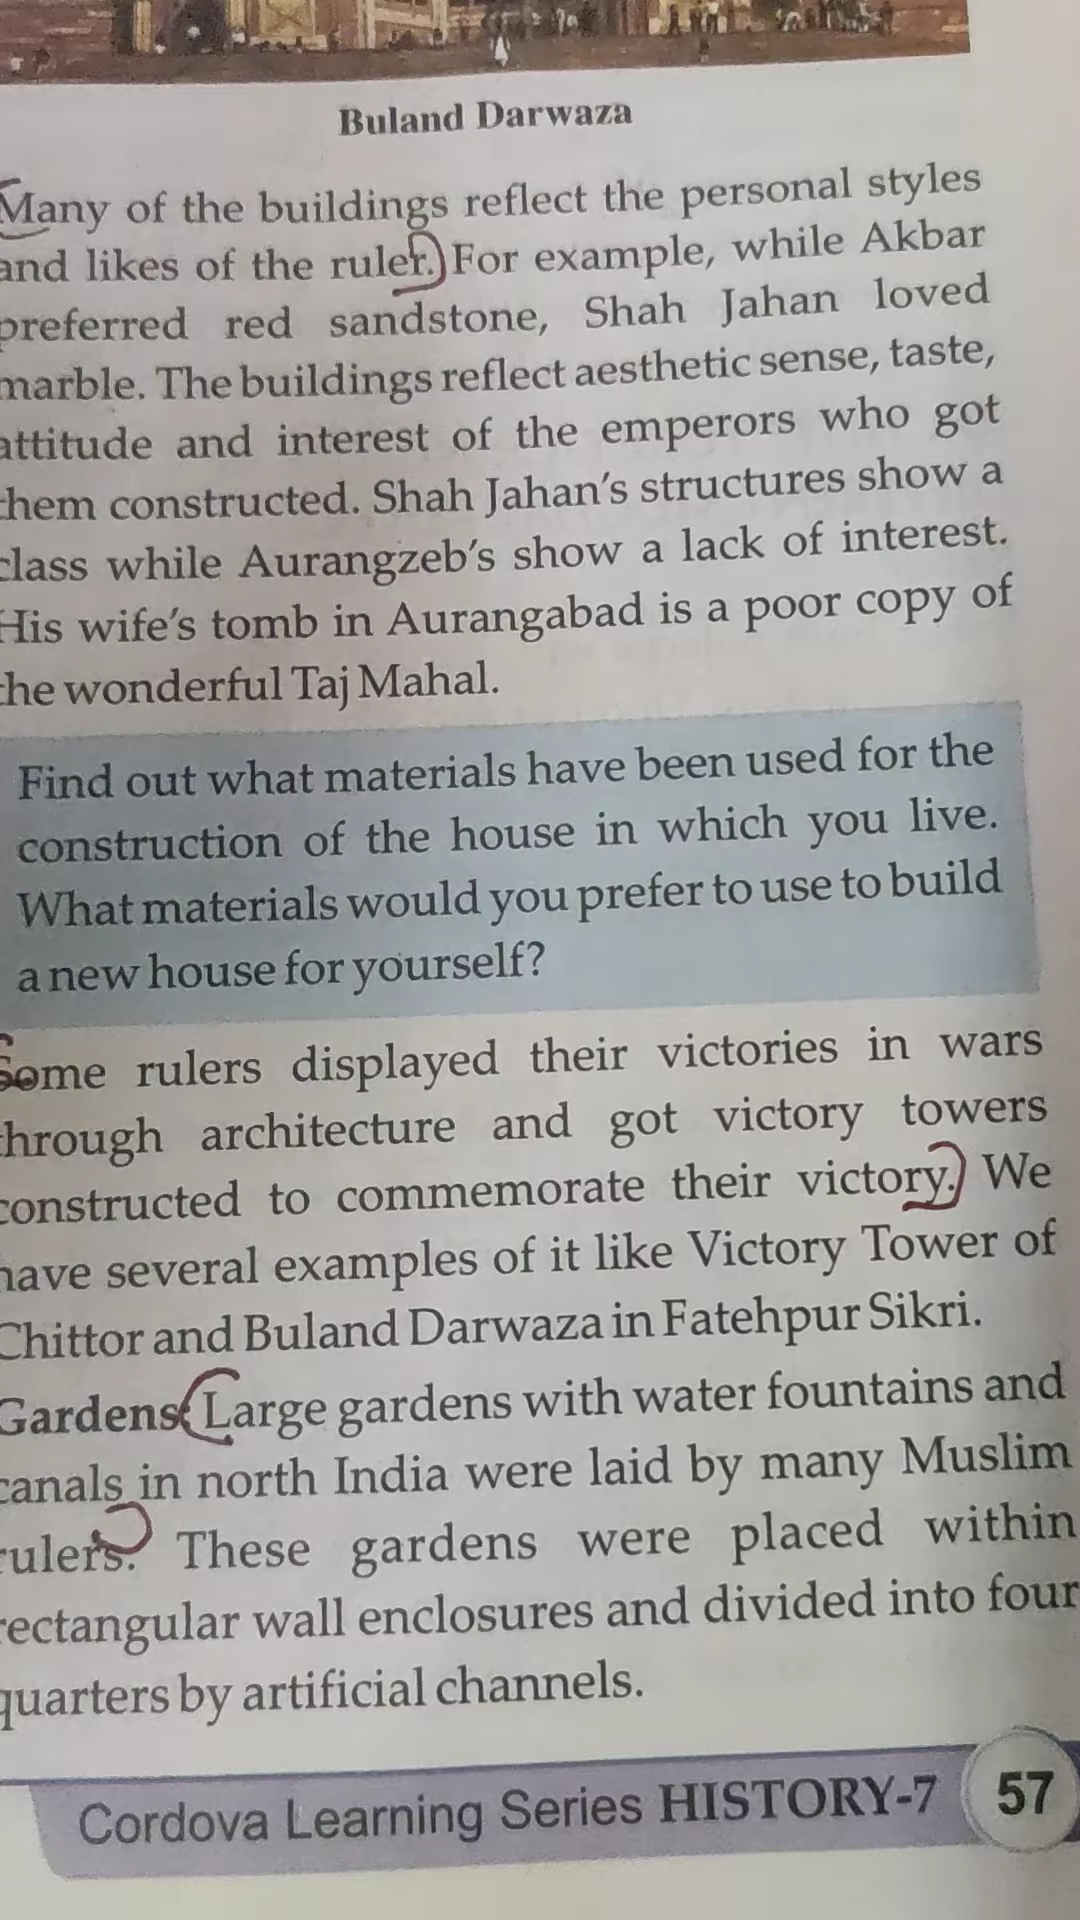 Buland Darwaza
Many of the buildings reflect the personal styles
and likes of the ruler. For example, while Akbar
preferred red sandstone, Shah Jahan loved
marble. The buildings reflect aesthetic sense, taste,
attitude and interest of the emperors who got
them constructed. Shah Jahan's structures show a
class while Aurangzeb's show a lack of interest.
His wife's tomb in Aurangabad is a poor copy of
the wonderful Taj Mahal.
Find out what materials have been used for the
construction of the house in which you live.
What materials would you prefer to use to build
a new house for yourself?
Some rulers displayed their victories in wars
through architecture and got victory towers
constructed to commemorate their victory. We
have several examples of it like Victory Tower of
Chittor and Buland Darwaza in Fatehpur Sikri.
Gardens: Large gardens with water fountains and
canals in north India were laid by many Muslim
rulers. These gardens were placed within
rectangular wall enclosures and divided into four
quarters by artificial channels.
Cordova Learning Series HISTORY-7 57